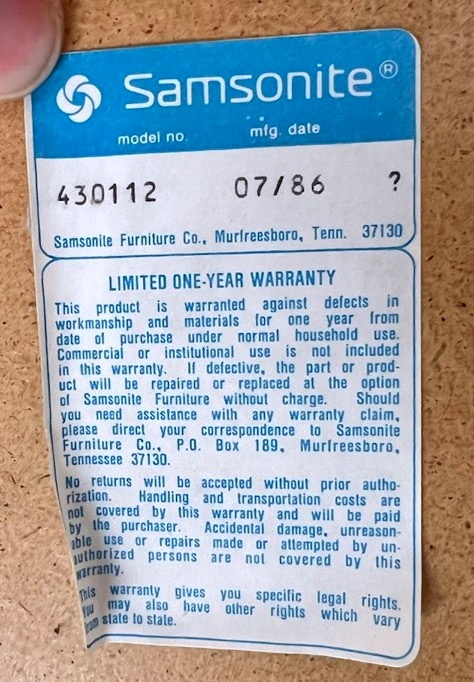 Samsonite®
model no. mfg. date
430112 07/86 ?
Samsonite Furniture Co., Murfreesboro, Tenn. 37130
LIMITED ONE-YEAR WARRANTY
This product is warranted against defects in
workmanship and materials for one year from
date of purchase under normal household use.
Commercial or institutional use is not included
in this warranty. If defective, the part or prod-
uct will be repaired or replaced at the option
of Samsonite Furniture without charge. Should
you need assistance with any warranty claim,
please direct your correspondence to Samsonite
Furniture Co., P.O. Box 189, Murfreesboro,
Tennessee 37130.
No returns will be accepted without prior autho-
rization. Handling and transportation costs are
not covered by this warranty and will be paid
by the purchaser. Accidental damage, unreason-
able use or repairs made or attempted by un-
authorized persons are not covered by this
warranty.
This warranty gives you specific legal rights.
You may also have other rights which vary
from state to state.